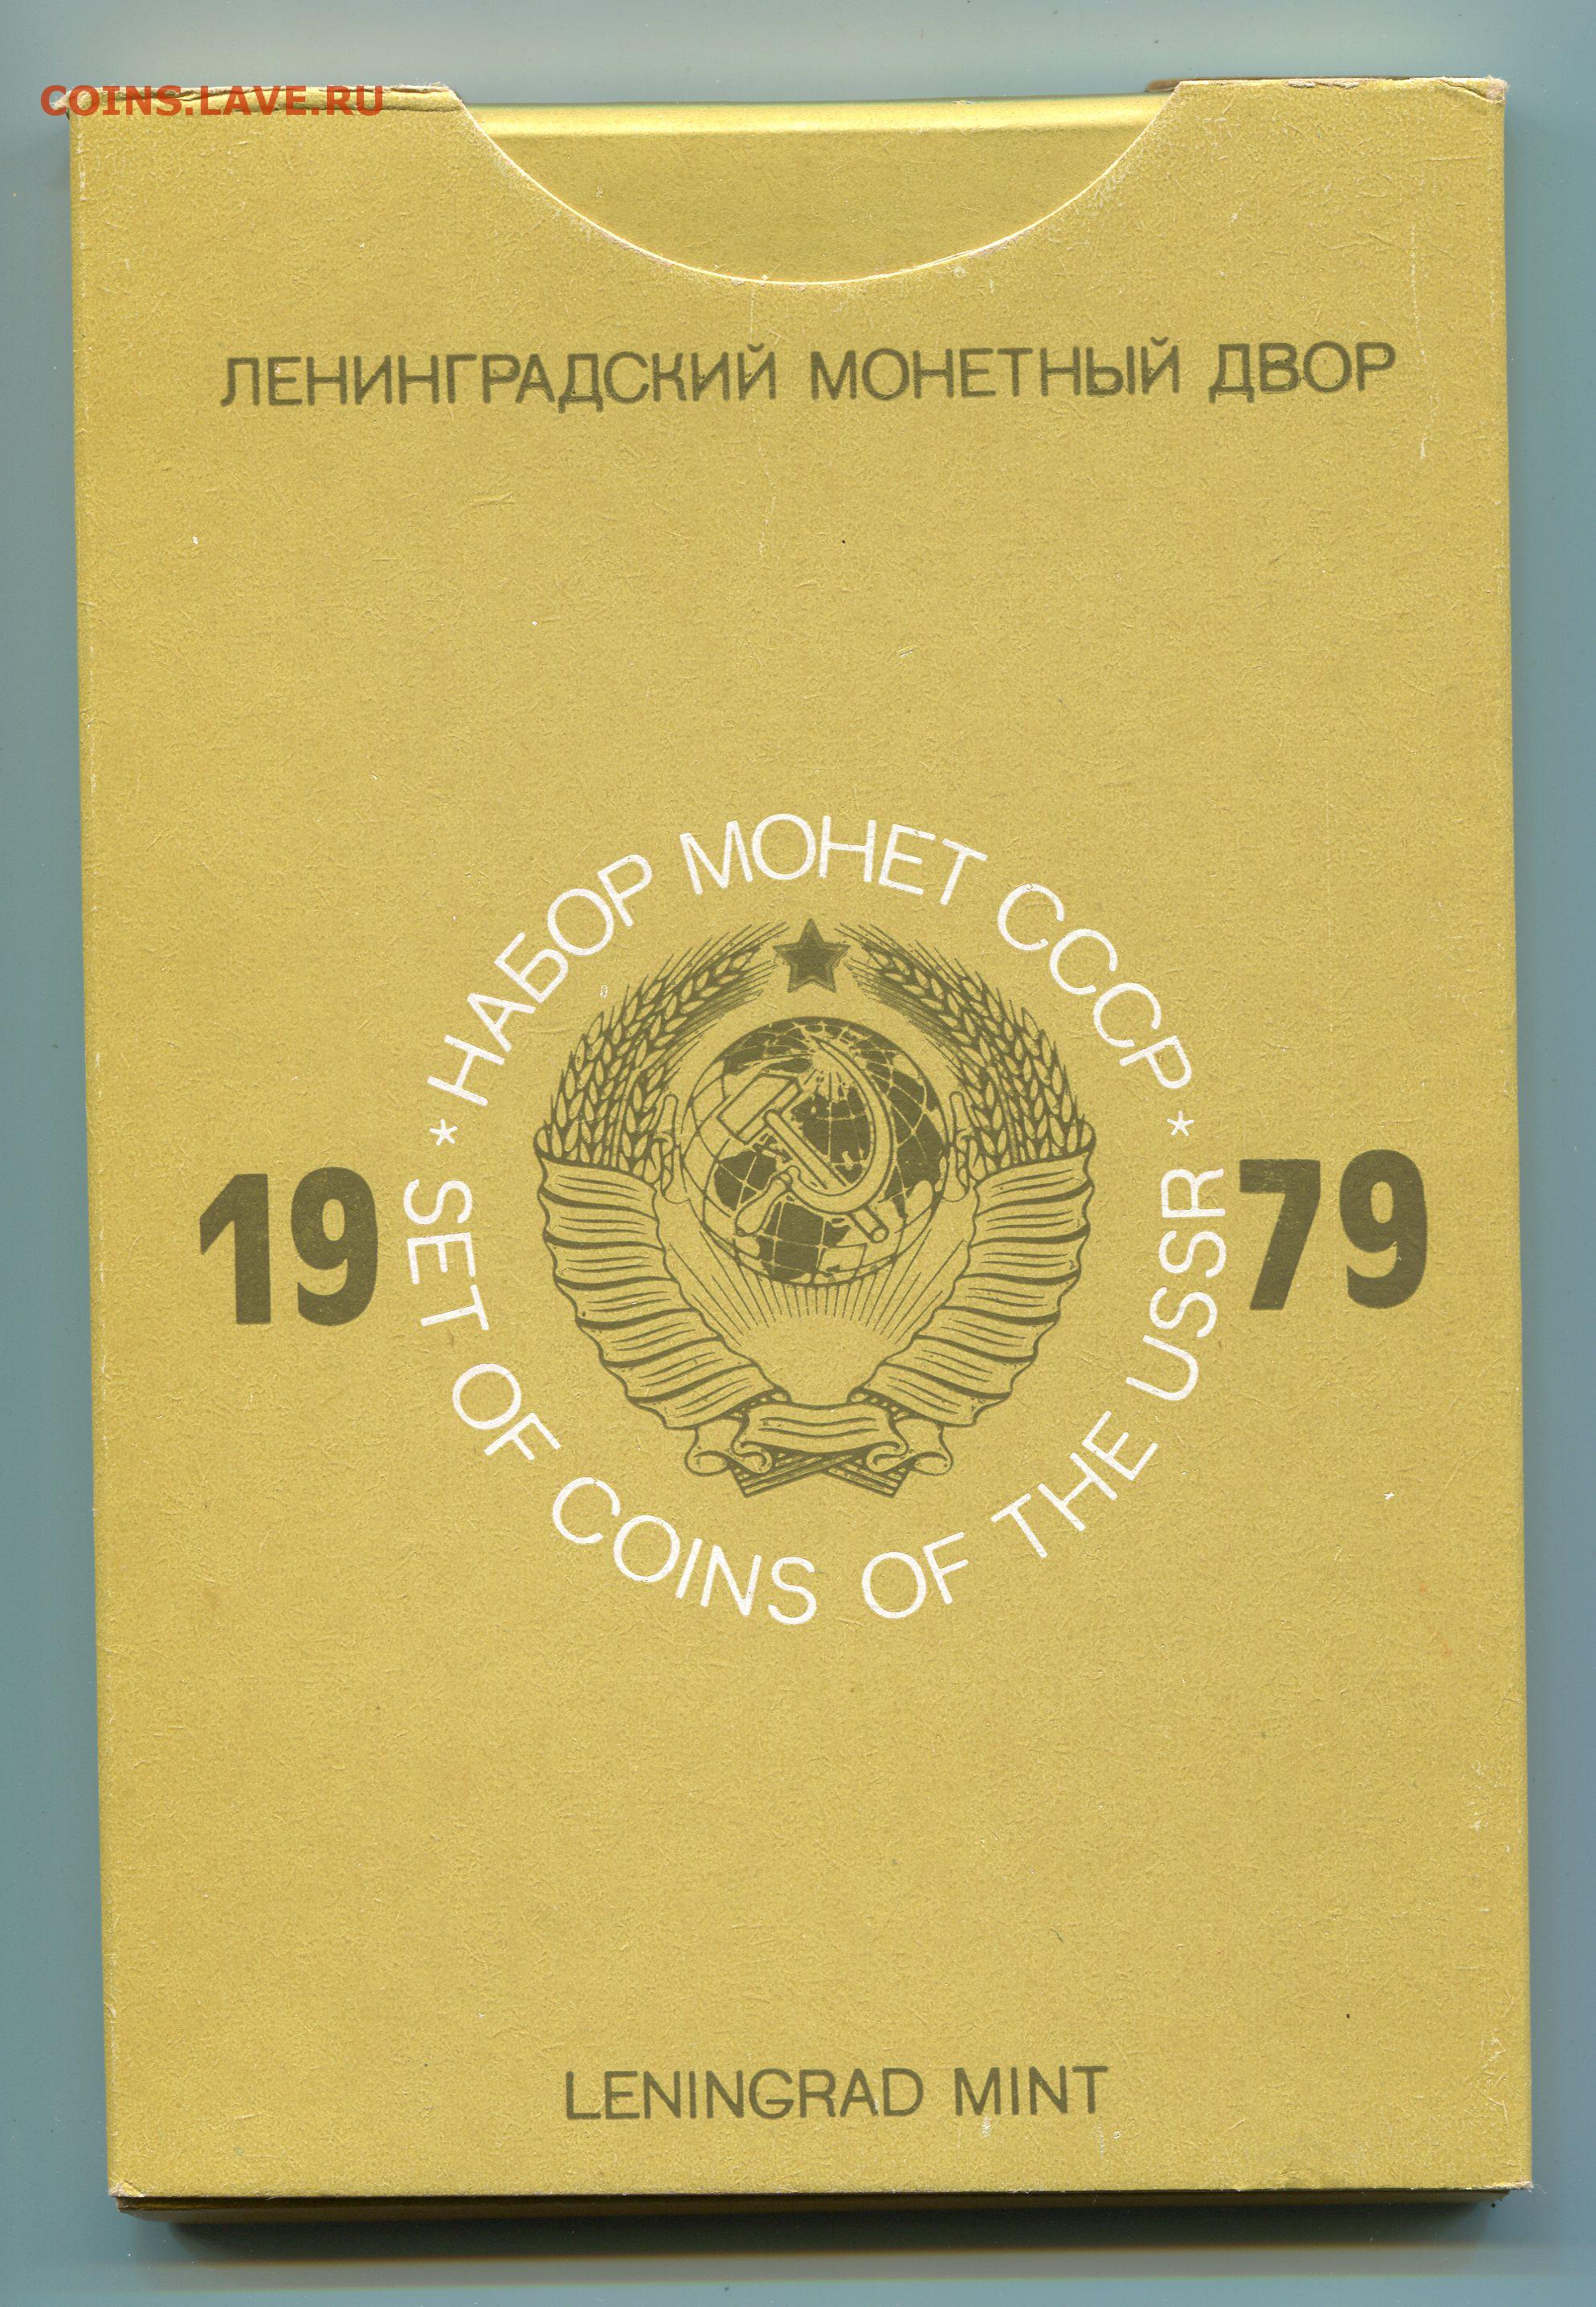 COINS.LAVE.RU
ЛЕНИНГРАДСКИЙ МОНЕТНЫЙ ДВОР
* НАБОР МОНЕТ СССР *
19 79
SET OF COINS OF THE USSR
LENINGRAD MINT